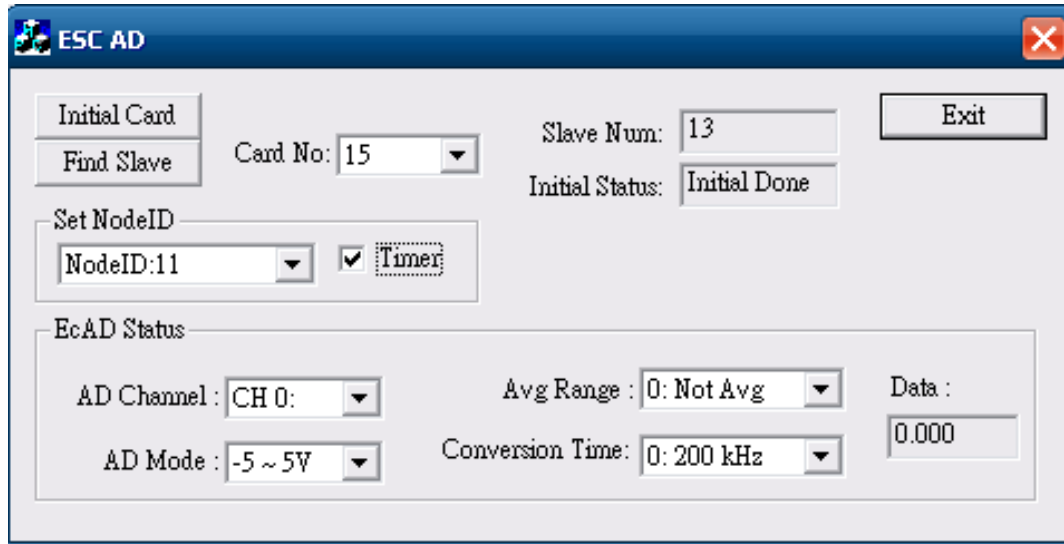 ESC AD
Initial Card
Find Slave
Card No: 15
Slave Num: 13
Initial Status: Initial Done
Exit
Set NodeID
NodeID:11
Timer
EcAD Status
AD Channel : CH 0:
Avg Range : 0: Not Avg
Data :
AD Mode : -5 ~ 5V
Conversion Time: 0: 200 kHz
0.000